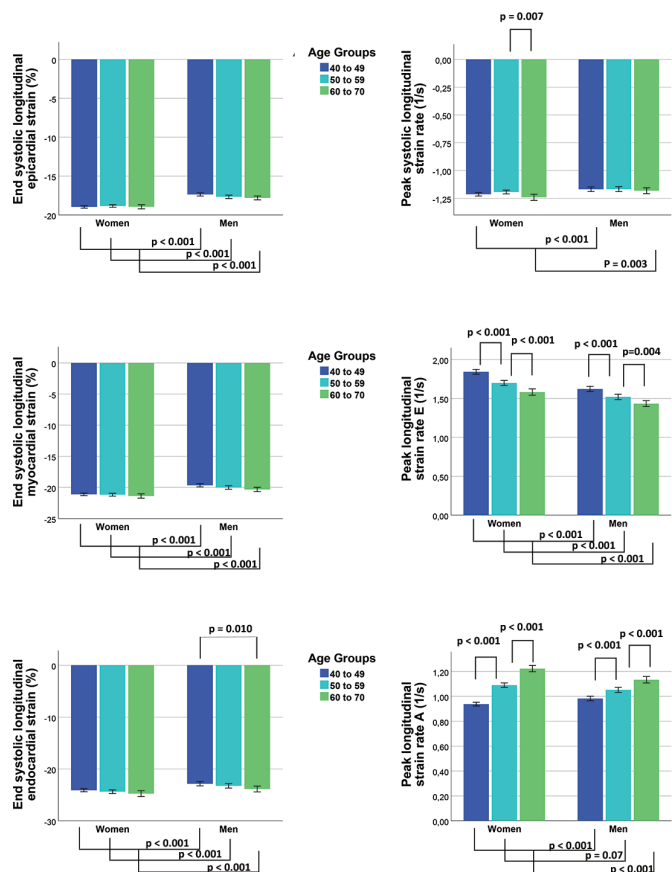 End systolic longitudinal
epicardial strain (%)
0
-5
-10
-15
-20
Women
Men
p < 0.001
p < 0.001
p < 0.001
Age Groups
40 to 49
50 to 59
60 to 70
p = 0.007
Peak systolic longitudinal
strain rate (1/s)
0,00
-0,25
-0,50
-0,75
-1,00
-1,25
Women
Men
p < 0.001
P = 0.003
End systolic longitudinal
myocardial strain (%)
0
-5
-10
-15
-20
-25
Women
Men
p < 0.001
p < 0.001
p < 0.001
Age Groups
40 to 49
50 to 59
60 to 70
p < 0.001
p < 0.001
p < 0.001
p=0.004
Peak longitudinal
strain rate E (1/s)
2,00
1,50
1,00
0,50
0,00
Women
Men
p < 0.001
p < 0.001
p < 0.001
p = 0.010
End systolic longitudinal
endocardial strain (%)
0
-10
-20
-30
Women
Men
p < 0.001
p < 0.001
p < 0.001
Age Groups
40 to 49
50 to 59
60 to 70
p < 0.001
p < 0.001
p < 0.001
p < 0.001
Peak longitudinal
strain rate A (1/s)
1,20
1,00
0,80
0,60
0,40
0,20
0,00
Women
Men
p < 0.001
p = 0.07
p < 0.001